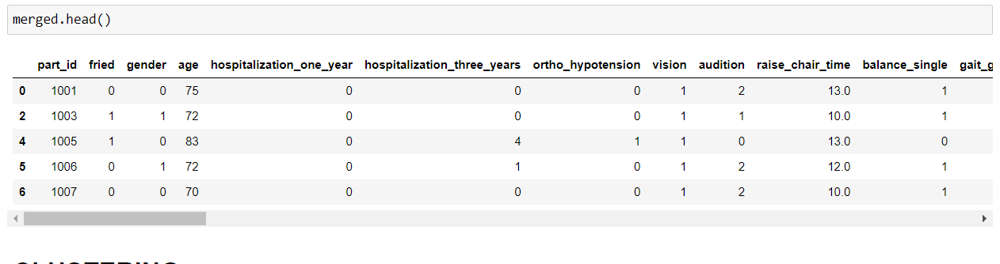 merged.head()
part_id fried gender age hospitalization_one_year hospitalization_three_years ortho_hypotension vision audition raise_chair_time balance_single gait_g
0 1001 0 0 75 0 0 0 1 2 13.0 1
2 1003 1 1 72 0 0 0 1 1 10.0 1
4 1005 1 0 83 0 4 1 1 0 13.0 0
5 1006 0 1 72 0 1 0 1 2 12.0 1
6 1007 0 0 70 0 0 0 1 2 10.0 1
CLUSTERING